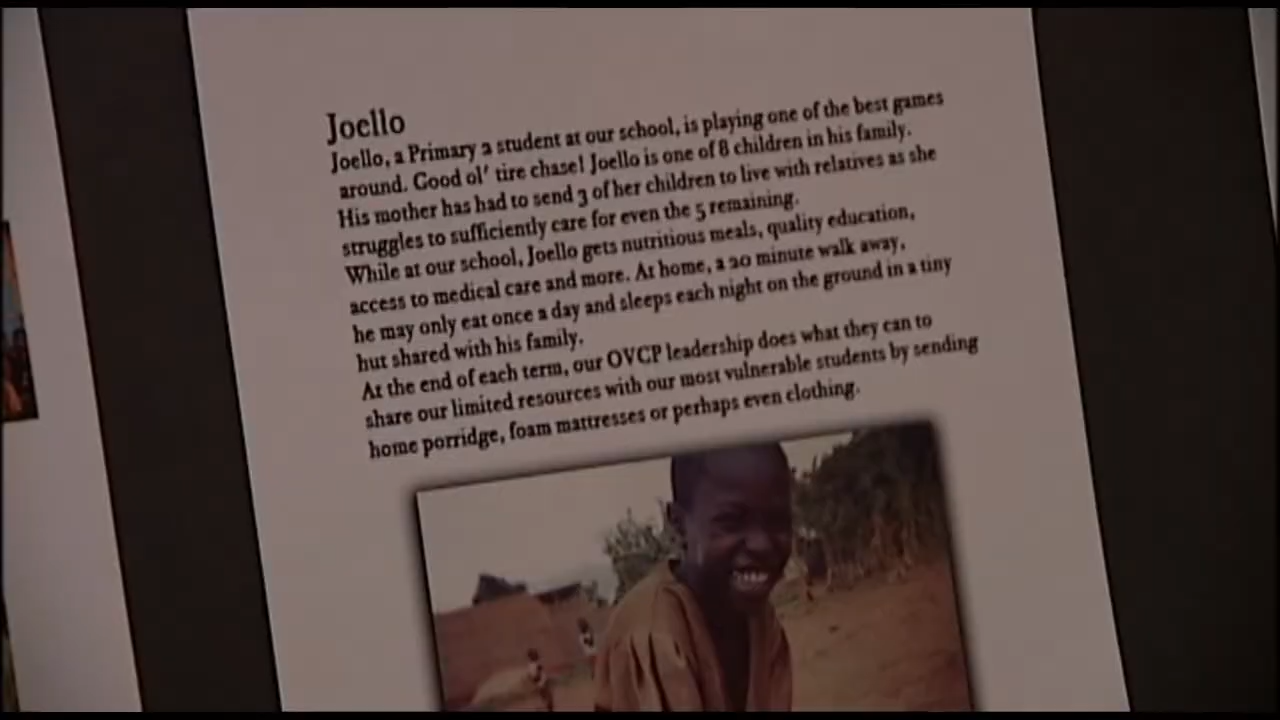 Joello
Joello, a Primary 2 student at our school, is playing one of the best games
around. Good ol' tire chase! Joello is one of 8 children in his family.
His mother has had to send 3 of her children to live with relatives as she
struggles to sufficiently care for even the 5 remaining.
While at our school, Joello gets nutritious meals, quality education,
access to medical care and more. At home, a 20 minute walk away,
he may only eat once a day and sleeps each night on the ground in a tiny
hut shared with his family.
At the end of each term, our OVCP leadership does what they can to
share our limited resources with our most vulnerable students by sending
home porridge, foam mattresses or perhaps even clothing.